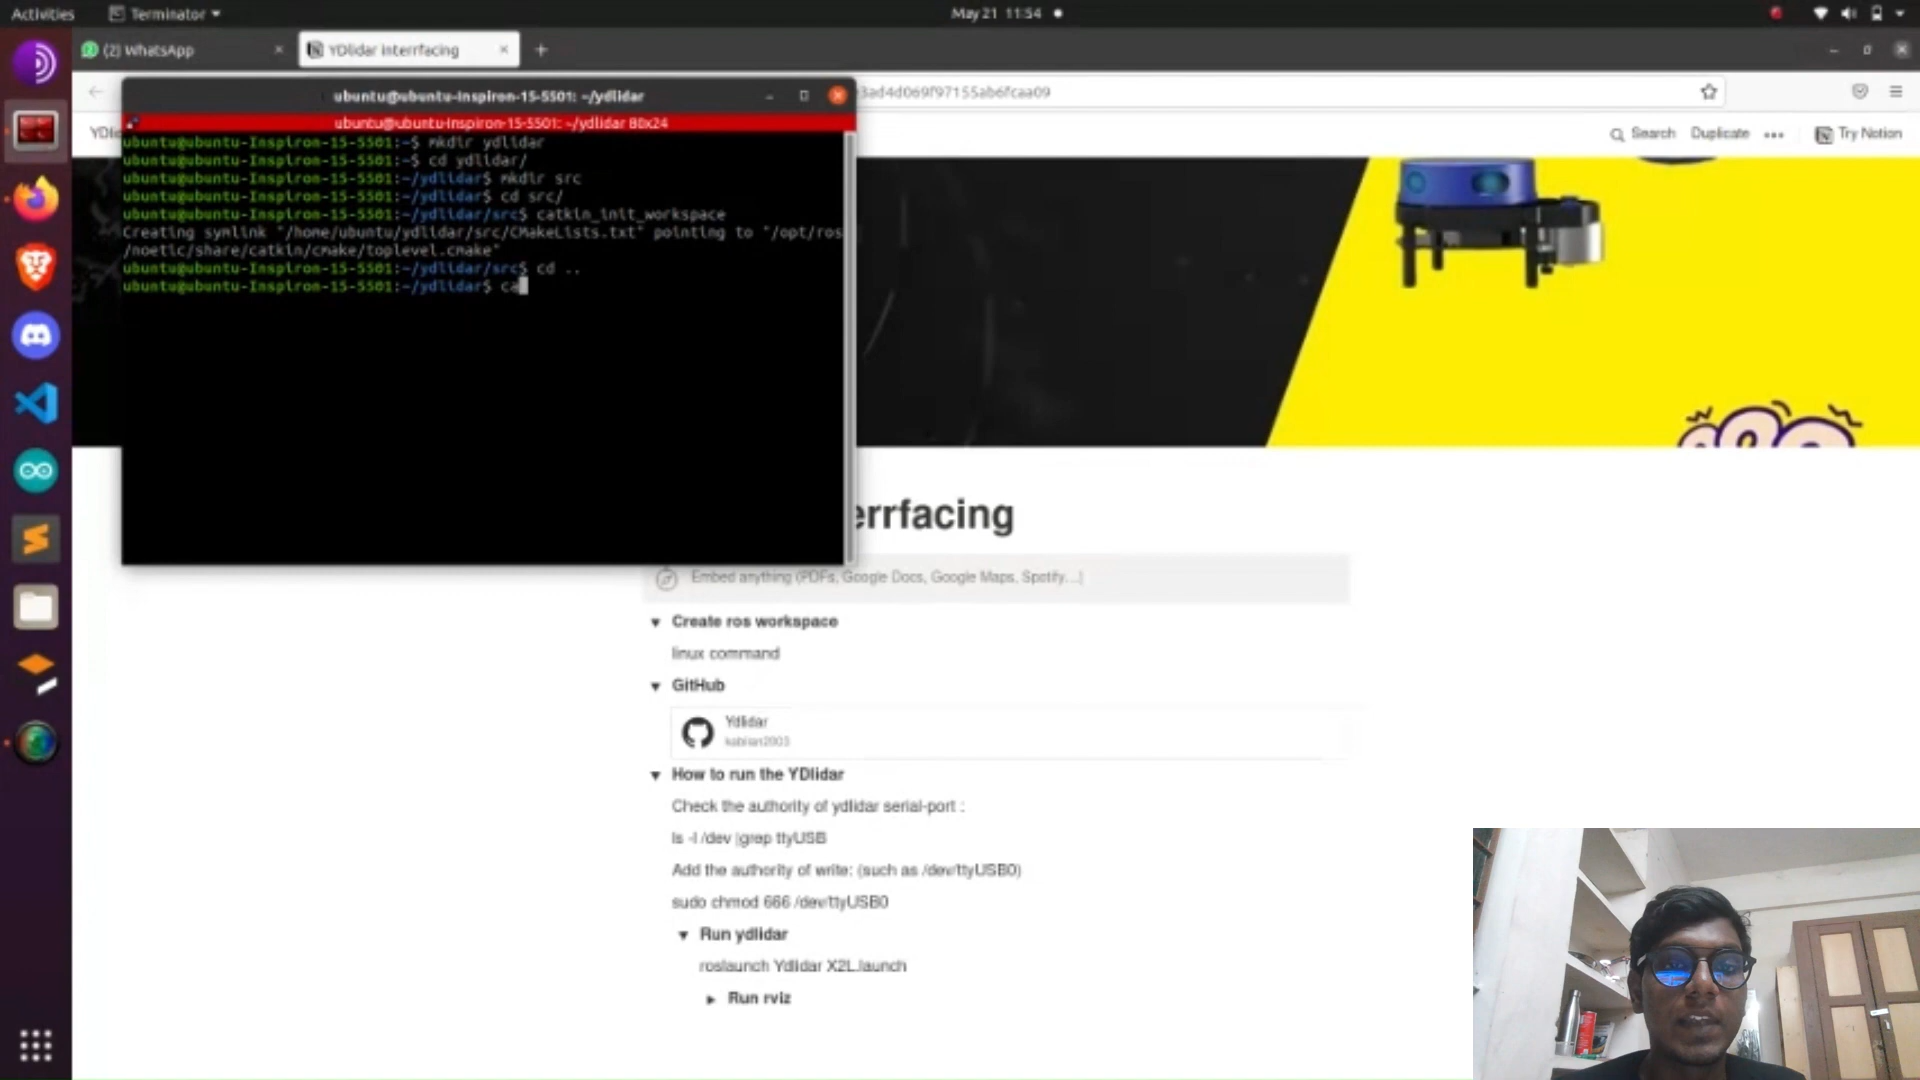 Activities
Terminator
May 21 11:54
(2) WhatsApp
YDlidar interrfacing
ubuntu@ubuntu-Inspiron-15-5501: ~/ydlidar
3ad4d069f97155ab6fcaa09
ubuntu@ubuntu-Inspiron-15-5501: ~/ydlidar 80x24
Search
Duplicate
Try Notion
ubuntu@ubuntu-Inspiron-15-5501:~$ mkdir ydlidar
ubuntu@ubuntu-Inspiron-15-5501:~$ cd ydlidar/
ubuntu@ubuntu-Inspiron-15-5501:~/ydlidar$ mkdir src
ubuntu@ubuntu-Inspiron-15-5501:~/ydlidar$ cd src/
ubuntu@ubuntu-Inspiron-15-5501:~/ydlidar/src$ catkin_init_workspace
Creating symlink "/home/ubuntu/ydlidar/src/CMakeLists.txt" pointing to "/opt/ros
/noetic/share/catkin/cmake/toplevel.cmake"
ubuntu@ubuntu-Inspiron-15-5501:~/ydlidar/src$ cd ..
ubuntu@ubuntu-Inspiron-15-5501:~/ydlidar$ ca
errfacing
Embed anything (PDFs, Google Docs, Google Maps, Spotify...)
Create ros workspace
linux command
GitHub
Ydlidar
How to run the YDlidar
Check the authority of ydlidar serial-port :
ls -l /dev |grep ttyUSB
Add the authority of write: (such as /dev/ttyUSB0)
sudo chmod 666 /dev/ttyUSB0
Run ydlidar
roslaunch Ydlidar X2L.launch
Run rviz